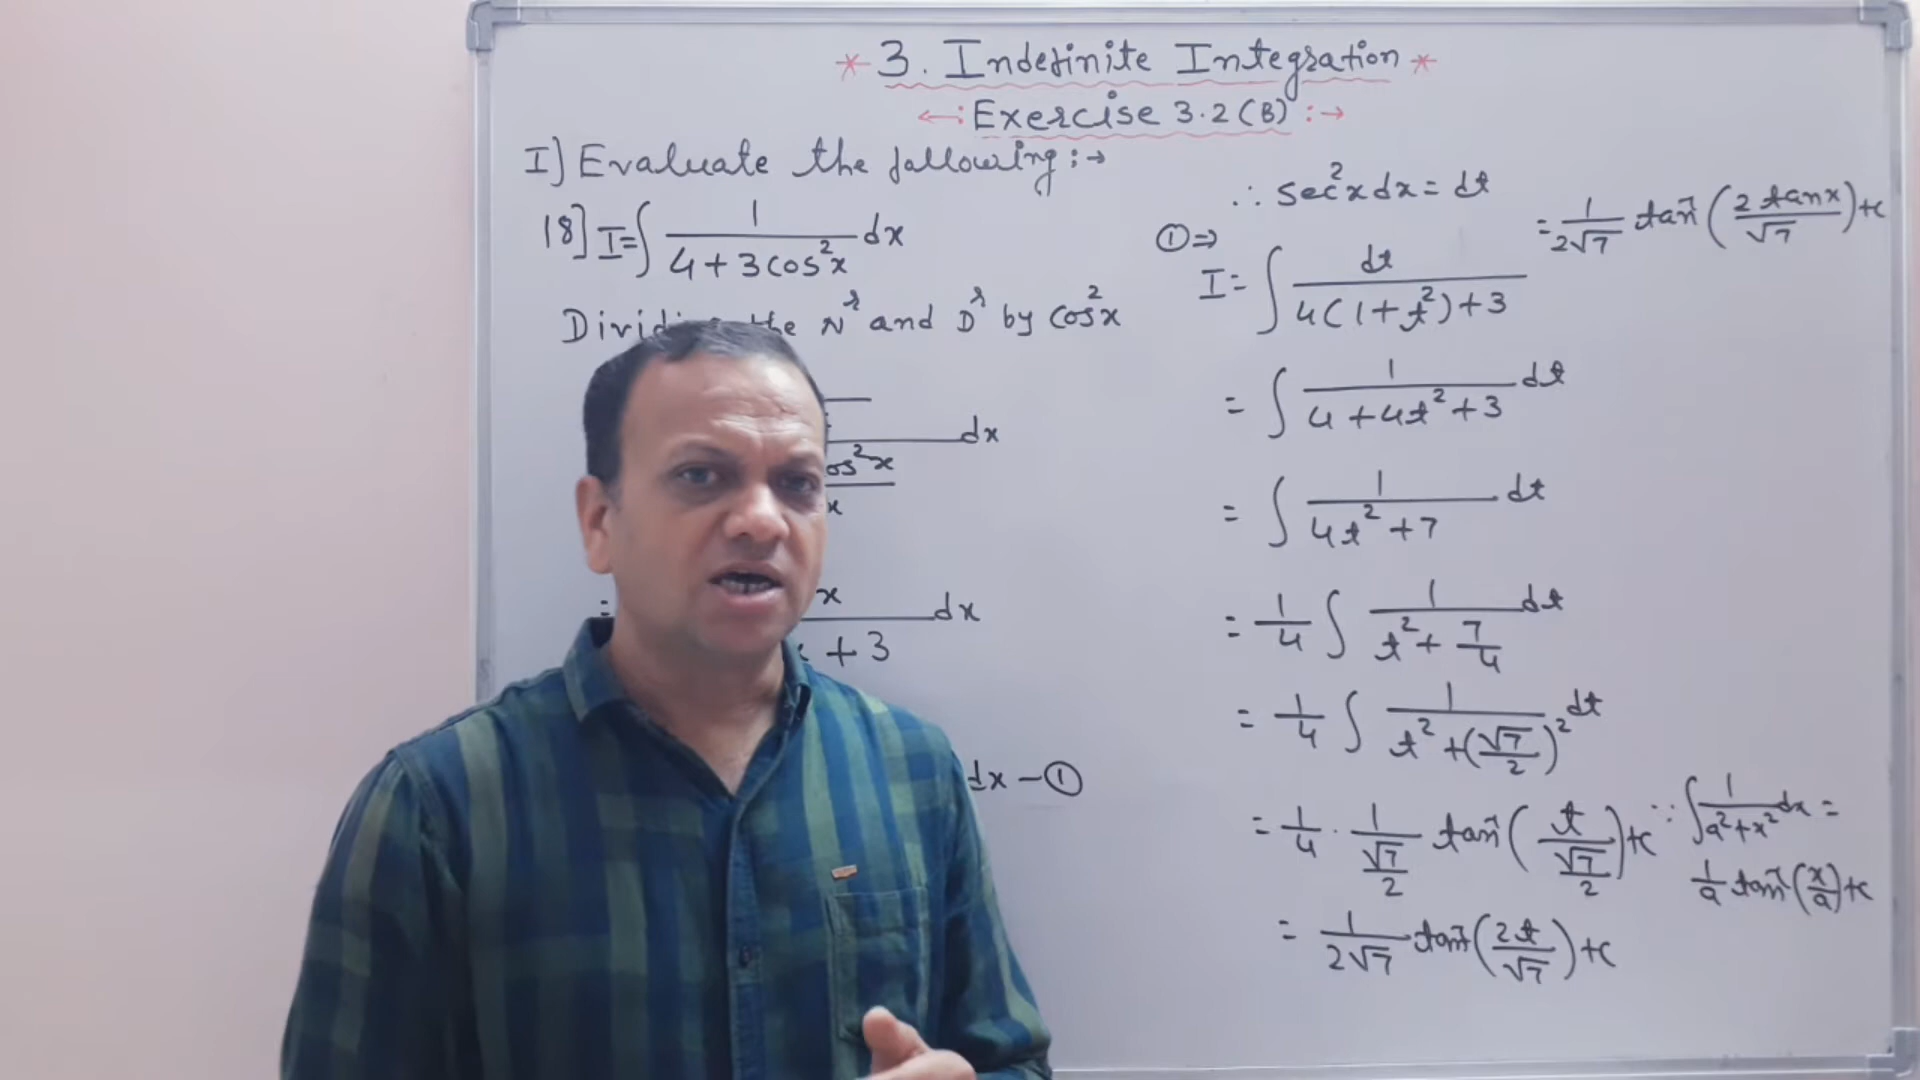 * 3. Indefinite Integration *
←: Exercise 3.2(B) :→
I] Evaluate the following :→
18] I=∫ 1/(4+3cos²x) dx
the Nʳ and Dʳ by cos²x
dx
os²x
x
= x dx
+ 3
dx –①
∴ sec²x dx = dt
①⇒
I= ∫ dt/(4(1+t²)+3)
= ∫ 1/(4+4t²+3) dt
= ∫ 1/(4t²+7) dt
= 1/4 ∫ 1/(t²+7/4) dt
= 1/4 ∫ 1/(t²+(√7/2)²) dt
= 1/4 · 1/(√7/2) tan⁻¹(t/(√7/2))+c
∵ ∫ 1/(a²+x²) dx =
1/a tan⁻¹(x/a)+c
= 1/(2√7) tan⁻¹(2t/√7)+c
= 1/(2√7) tan⁻¹(2tanx/√7)+c